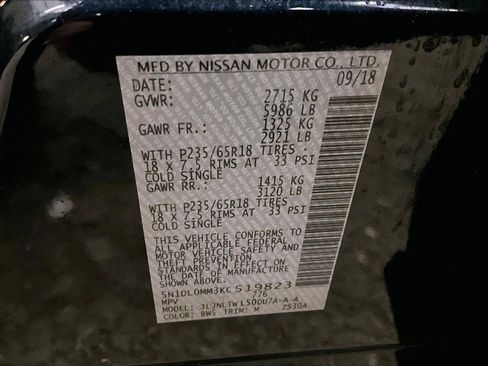 MFD BY NISSAN MOTOR CO., LTD.
DATE: 09/18
GVWR: 2715 KG
5986 LB
GAWR FR.: 1325 KG
2921 LB
WITH P235/65R18 TIRES
18 X 7.5 RIMS AT 33 PSI
COLD SINGLE
GAWR RR.: 1415 KG
3120 LB
WITH P235/65R18 TIRES
18 X 7.5 RIMS AT 33 PSI
COLD SINGLE
THIS VEHICLE CONFORMS TO
ALL APPLICABLE FEDERAL
MOTOR VEHICLE SAFETY
AND THEFT PREVENTION
STANDARDS IN EFFECT
ON THE DATE OF MANUFACTURE
SHOWN ABOVE.
5N1DL0MM3KC519823
MPV 776
MODEL: JLJNLTWL5DUU7A-A-A
COLOR: BW5 TRIM: M ZS10A